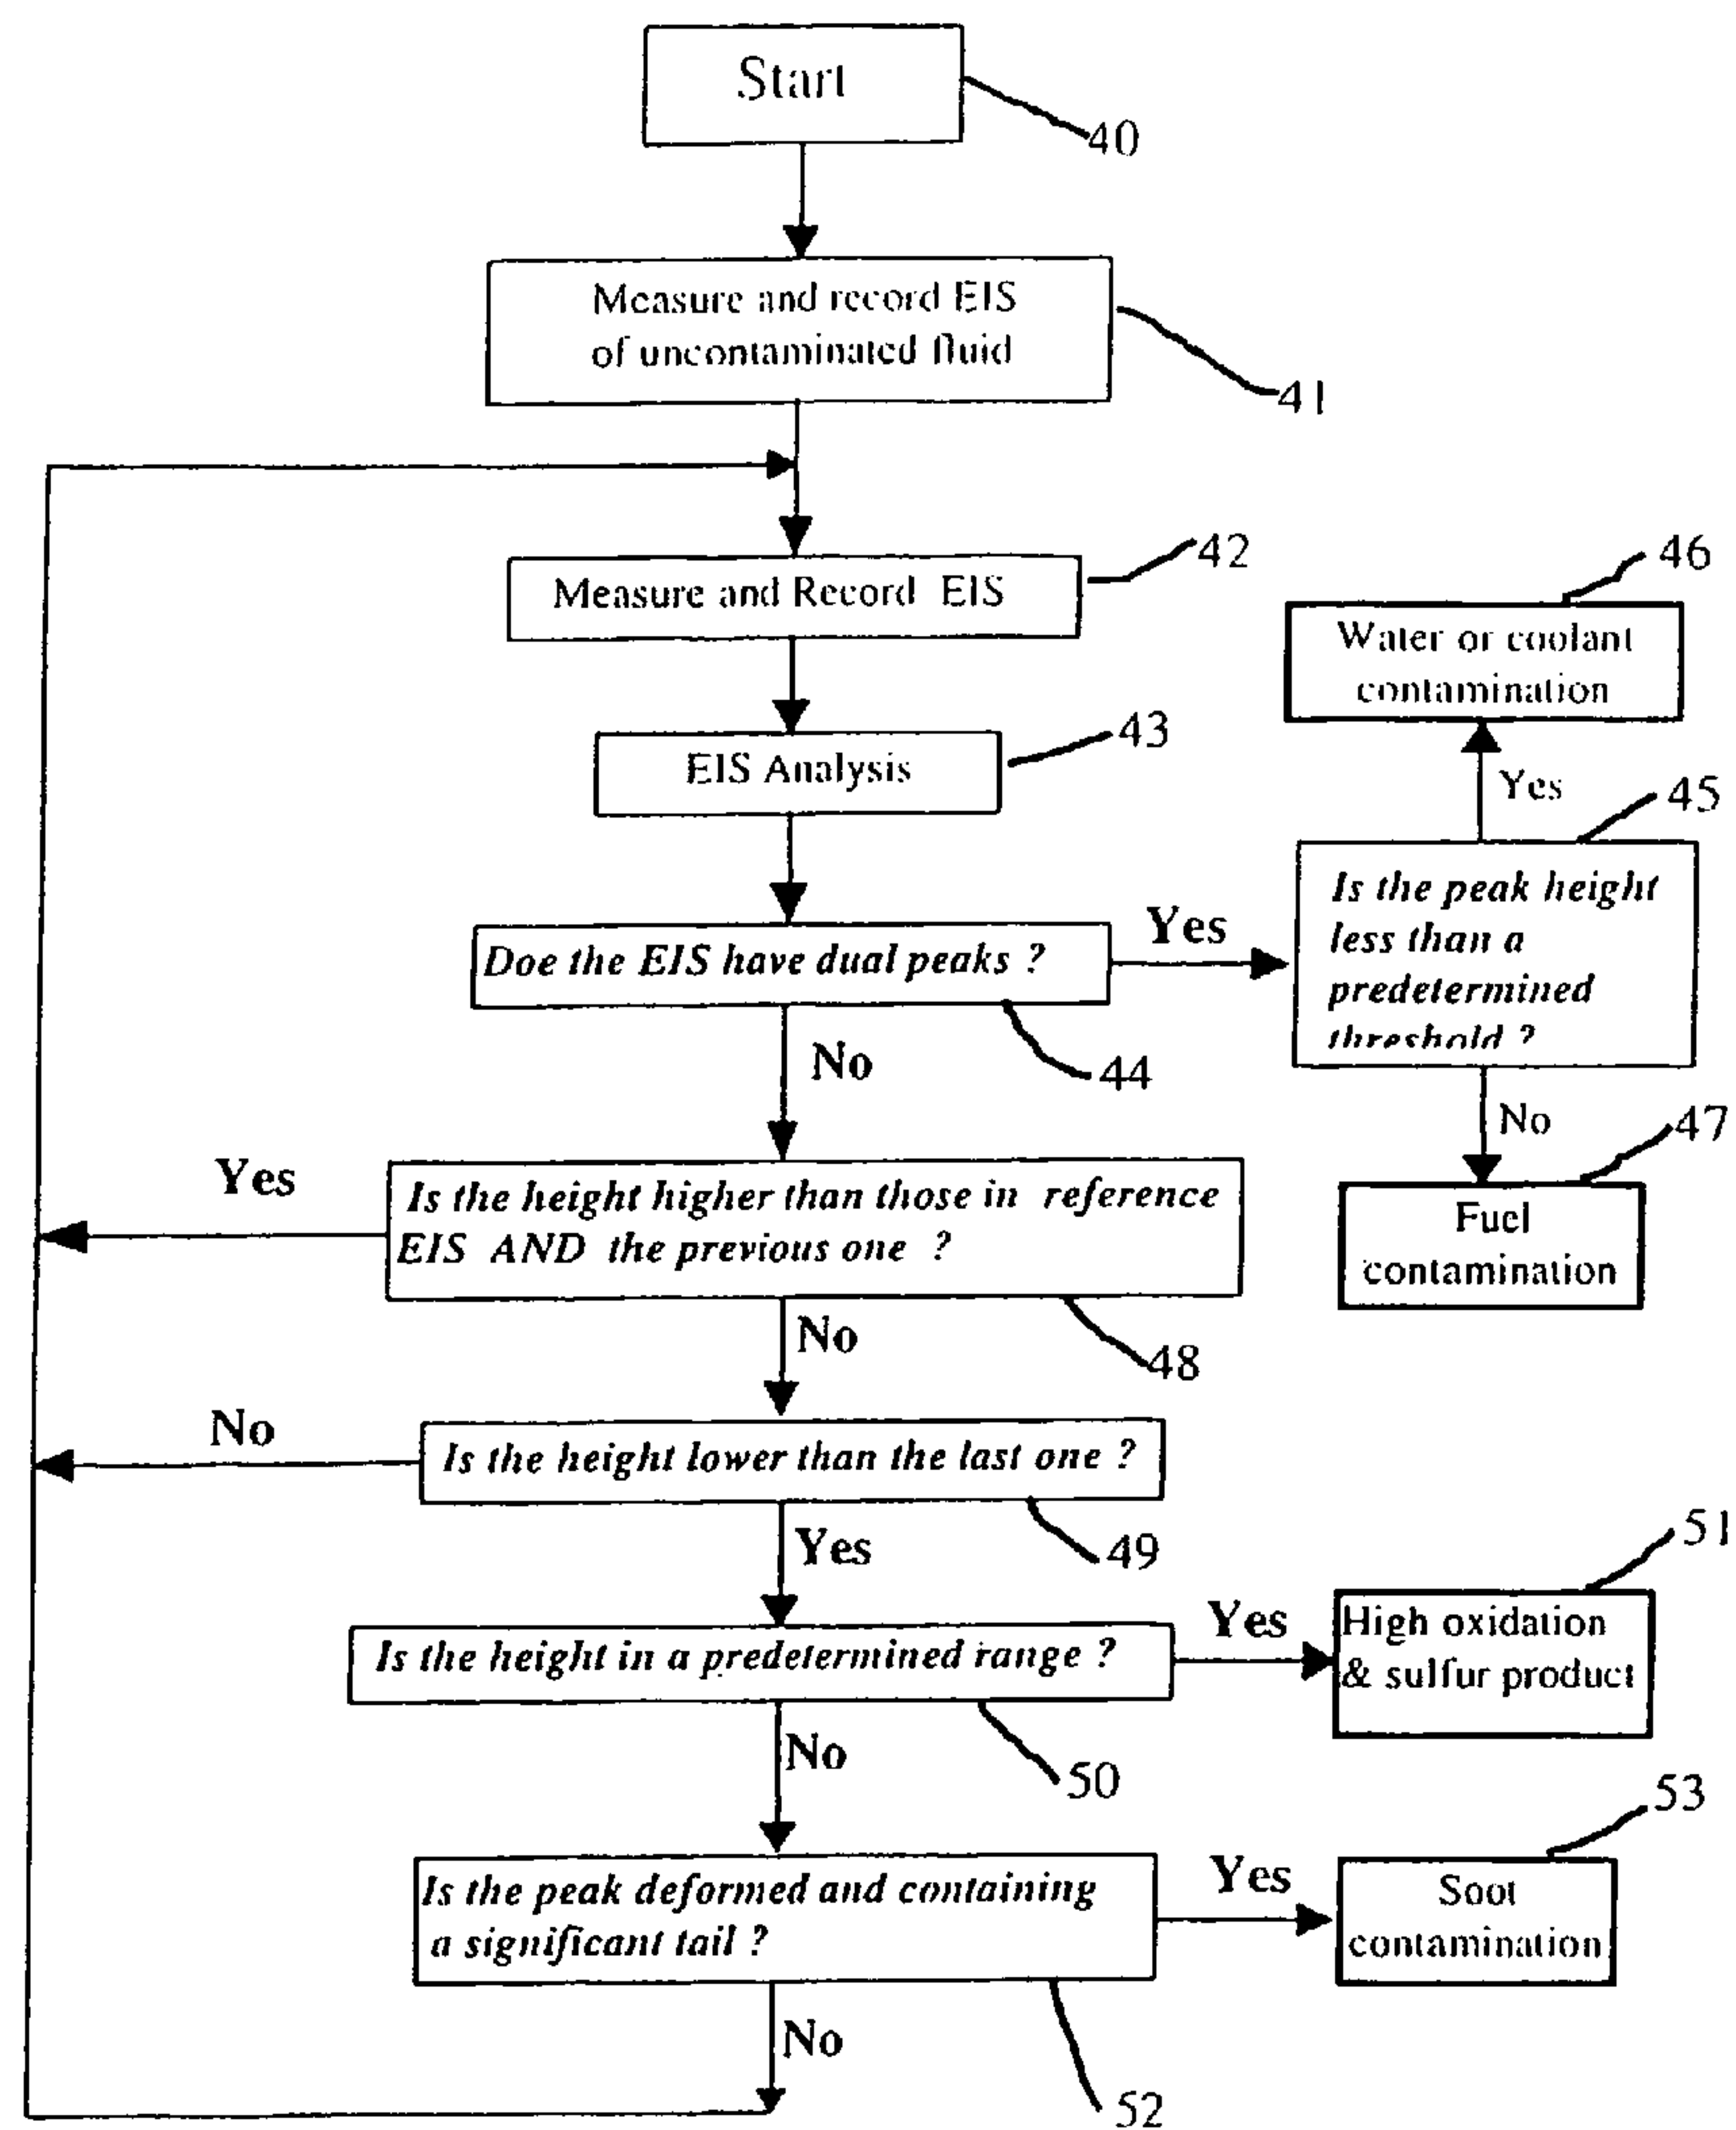 Start
40
Measure and record EIS
of uncontaminated fluid
41
Measure and Record EIS
42
46
Water or coolant
contamination
EIS Analysis
43
Yes
45
Is the peak height
less than a
predetermined
threshold ?
Doe the EIS have dual peaks ?
Yes
No
44
No
47
Fuel
contamination
Yes
Is the height higher than those in reference
EIS AND the previous one ?
No
48
No
Is the height lower than the last one ?
Yes
49
51
High oxidation
& sulfur product
Is the height in a predetermined range ?
Yes
No
50
53
Is the peak deformed and containing
a significant tail ?
Yes
Soot
contamination
No
52